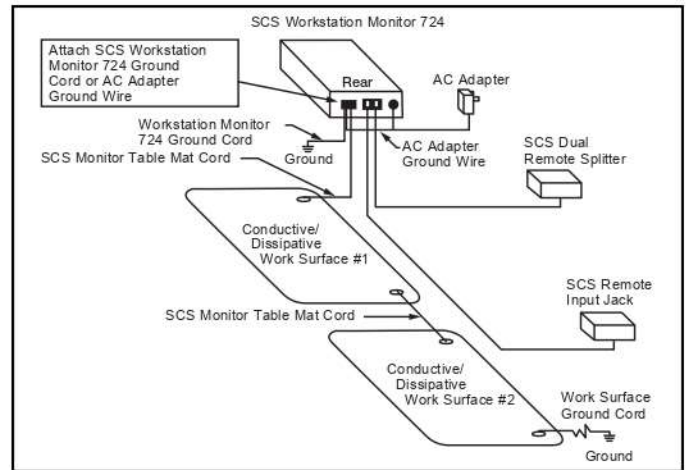 SCS Workstation Monitor 724
Attach SCS Workstation
Monitor 724 Ground
Cord or AC Adapter
Ground Wire
Rear
AC Adapter
Workstation Monitor
724 Ground Cord
Ground
AC Adapter
Ground Wire
SCS Dual
Remote Splitter
SCS Monitor Table Mat Cord
Conductive/
Dissipative
Work Surface #1
SCS Remote
Input Jack
SCS Monitor Table Mat Cord
Conductive/
Dissipative
Work Surface #2
Work Surface
Ground Cord
Ground